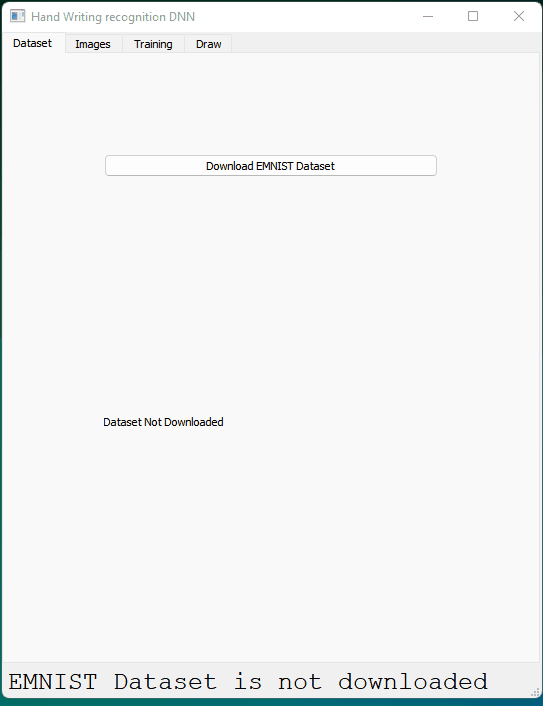 Hand Writing recognition DNN
Dataset Images Training Draw
Download EMNIST Dataset
Dataset Not Downloaded
EMNIST Dataset is not downloaded